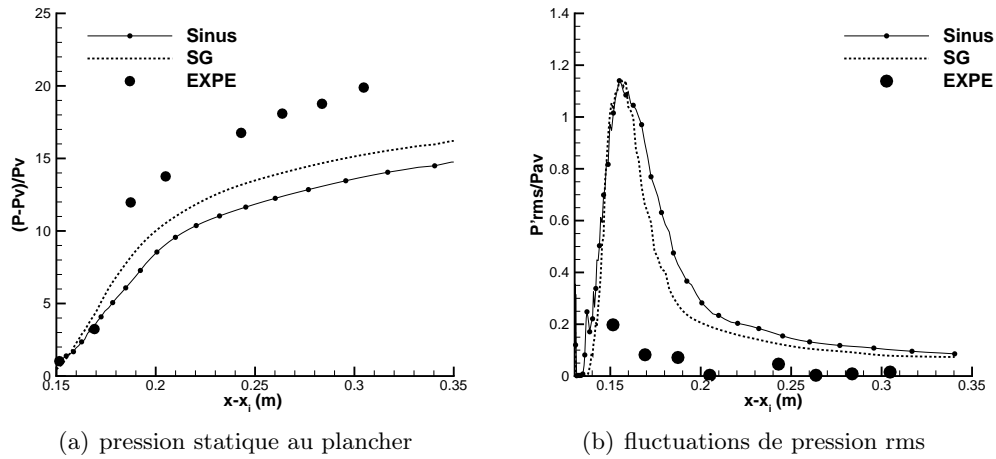 (P-Pv)/Pv
25
20
15
10
5
0
0.15
0.2
0.25
0.3
0.35
x-x_i (m)
Sinus
SG
EXPE
(a) pression statique au plancher
P'rms/Pav
1.4
1.2
1
0.8
0.6
0.4
0.2
0
0.15
0.2
0.25
0.3
0.35
x-x_i (m)
Sinus
SG
EXPE
(b) fluctuations de pression rms